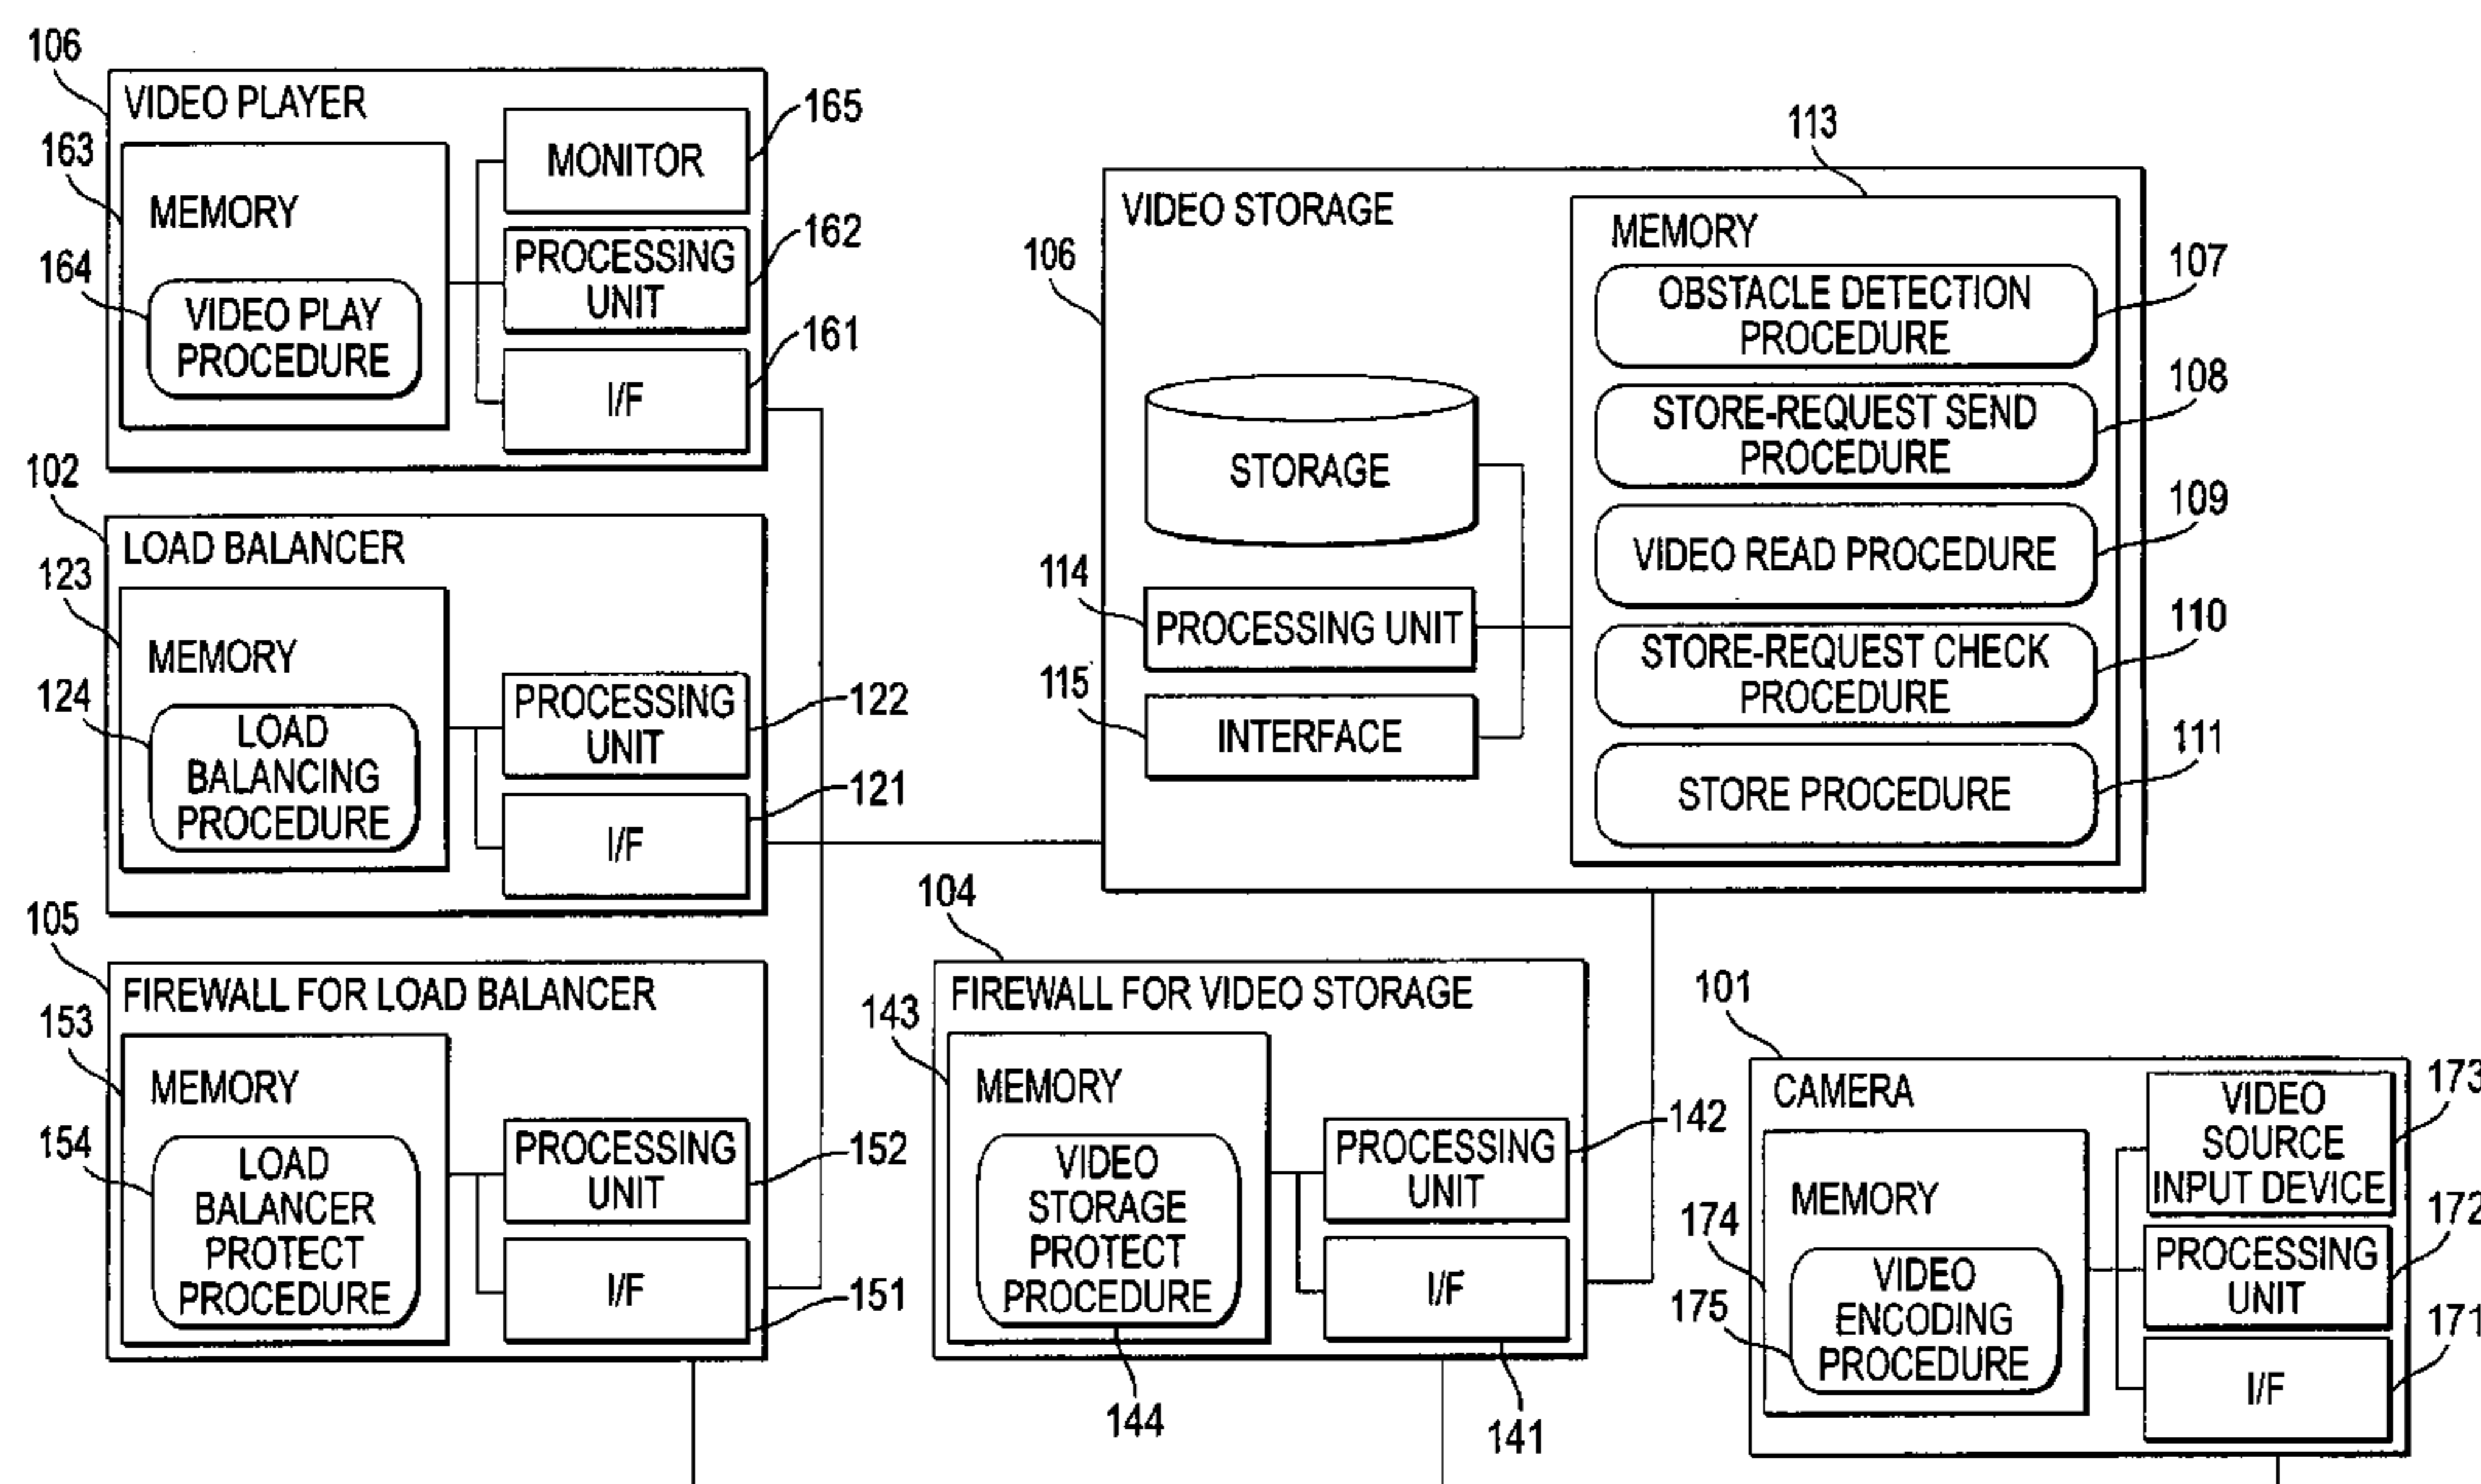 106
VIDEO PLAYER
163
MEMORY
164
VIDEO PLAY
PROCEDURE
MONITOR
165
PROCESSING
UNIT
162
I/F
161
102
LOAD BALANCER
123
MEMORY
124
LOAD
BALANCING
PROCEDURE
PROCESSING
UNIT
122
I/F
121
105
FIREWALL FOR LOAD BALANCER
153
MEMORY
154
LOAD
BALANCER
PROTECT
PROCEDURE
PROCESSING
UNIT
152
I/F
151
106
VIDEO STORAGE
STORAGE
114
PROCESSING UNIT
115
INTERFACE
113
MEMORY
OBSTACLE DETECTION
PROCEDURE
107
STORE-REQUEST SEND
PROCEDURE
108
VIDEO READ PROCEDURE
109
STORE-REQUEST CHECK
PROCEDURE
110
STORE PROCEDURE
111
104
FIREWALL FOR VIDEO STORAGE
143
MEMORY
VIDEO
STORAGE
PROTECT
PROCEDURE
144
PROCESSING
UNIT
142
I/F
141
101
CAMERA
MEMORY
174
VIDEO
ENCODING
PROCEDURE
175
VIDEO
SOURCE
INPUT DEVICE
173
PROCESSING
UNIT
172
I/F
171